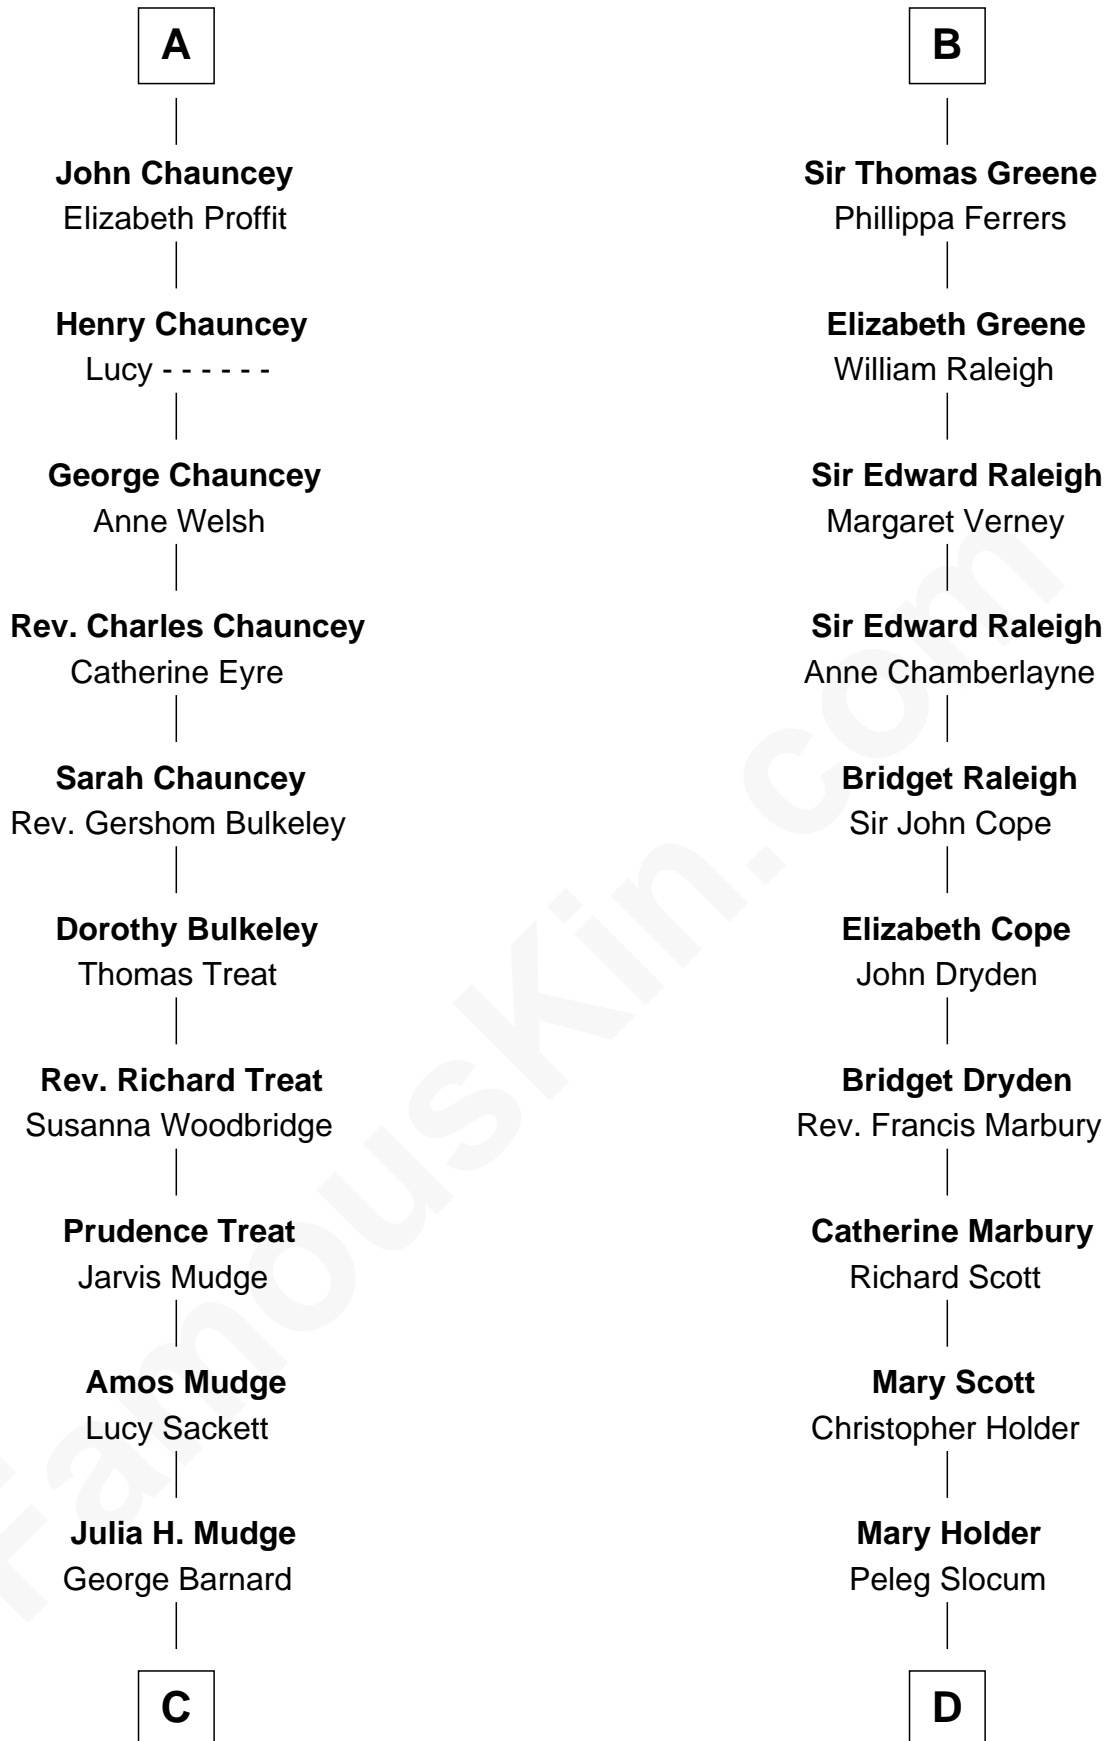 A
John Chauncey
Elizabeth Proffit
Henry Chauncey
Lucy - - - - - -
George Chauncey
Anne Welsh
Rev. Charles Chauncey
Catherine Eyre
Sarah Chauncey
Rev. Gershom Bulkeley
Dorothy Bulkeley
Thomas Treat
Rev. Richard Treat
Susanna Woodbridge
Prudence Treat
Jarvis Mudge
Amos Mudge
Lucy Sackett
Julia H. Mudge
George Barnard
C
B
Sir Thomas Greene
Phillippa Ferrers
Elizabeth Greene
William Raleigh
Sir Edward Raleigh
Margaret Verney
Sir Edward Raleigh
Anne Chamberlayne
Bridget Raleigh
Sir John Cope
Elizabeth Cope
John Dryden
Bridget Dryden
Rev. Francis Marbury
Catherine Marbury
Richard Scott
Mary Scott
Christopher Holder
Mary Holder
Peleg Slocum
D
FamousKin.com